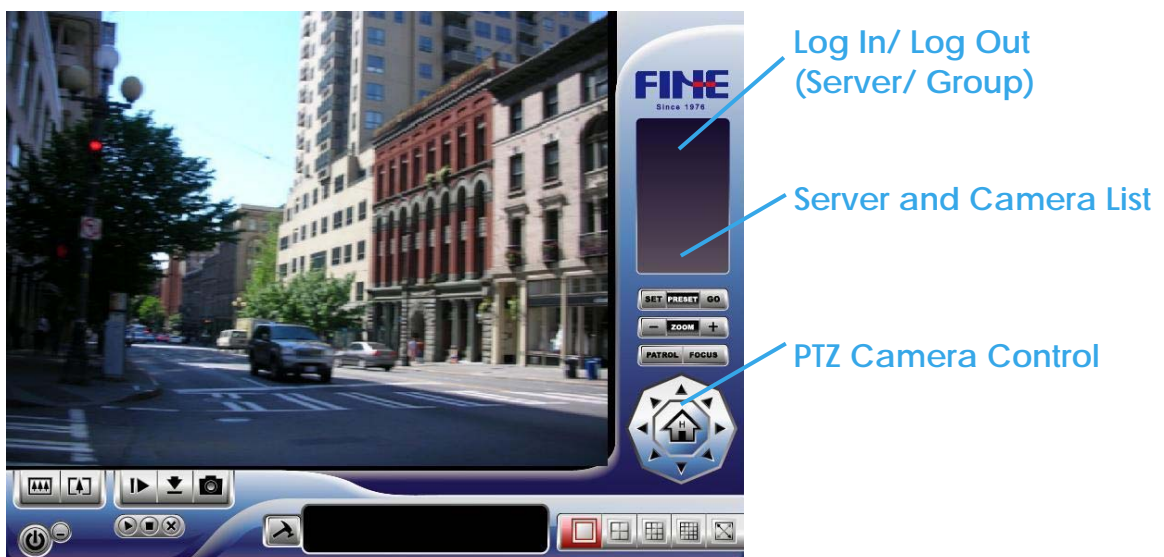 Log In/ Log Out
(Server/ Group)
FINE
Since 1976
Server and Camera List
SET PRESET GO
− ZOOM +
PATROL FOCUS
PTZ Camera Control
H